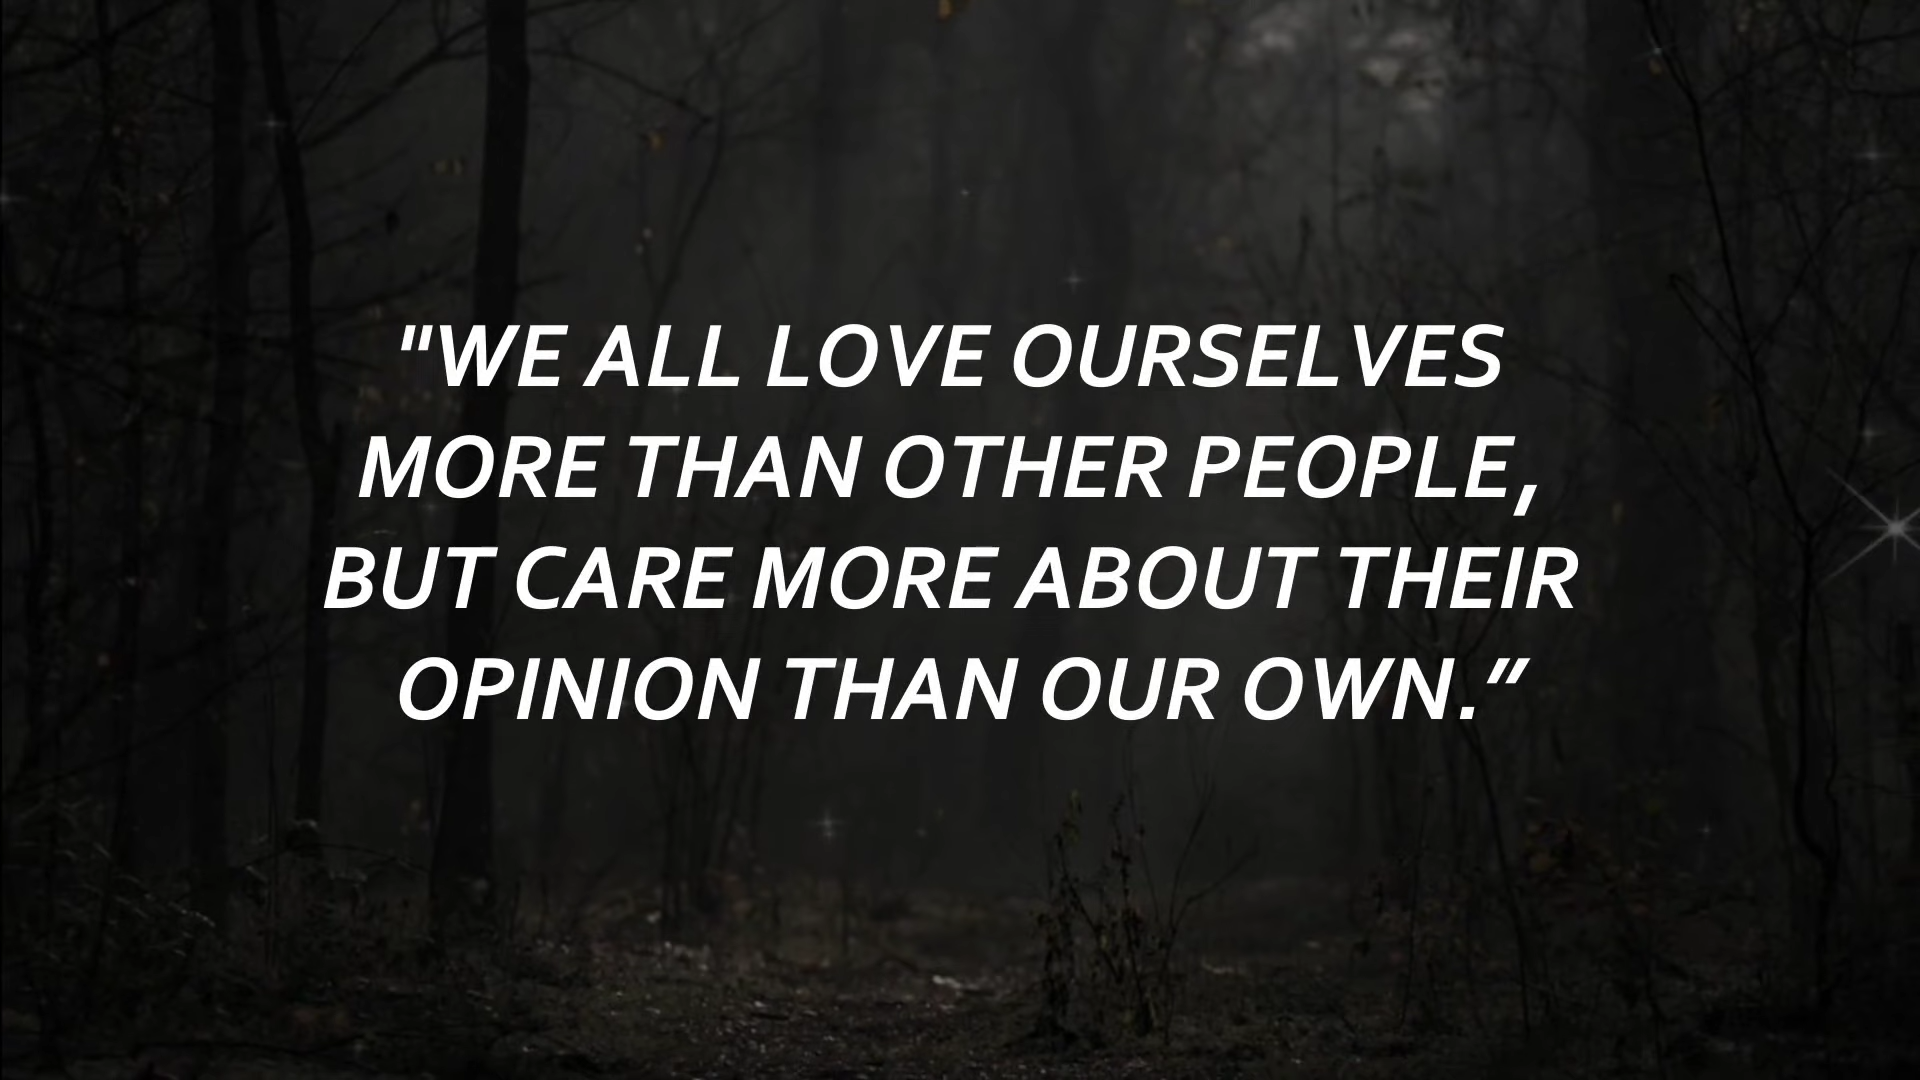 "WE ALL LOVE OURSELVES
MORE THAN OTHER PEOPLE,
BUT CARE MORE ABOUT THEIR
OPINION THAN OUR OWN.”